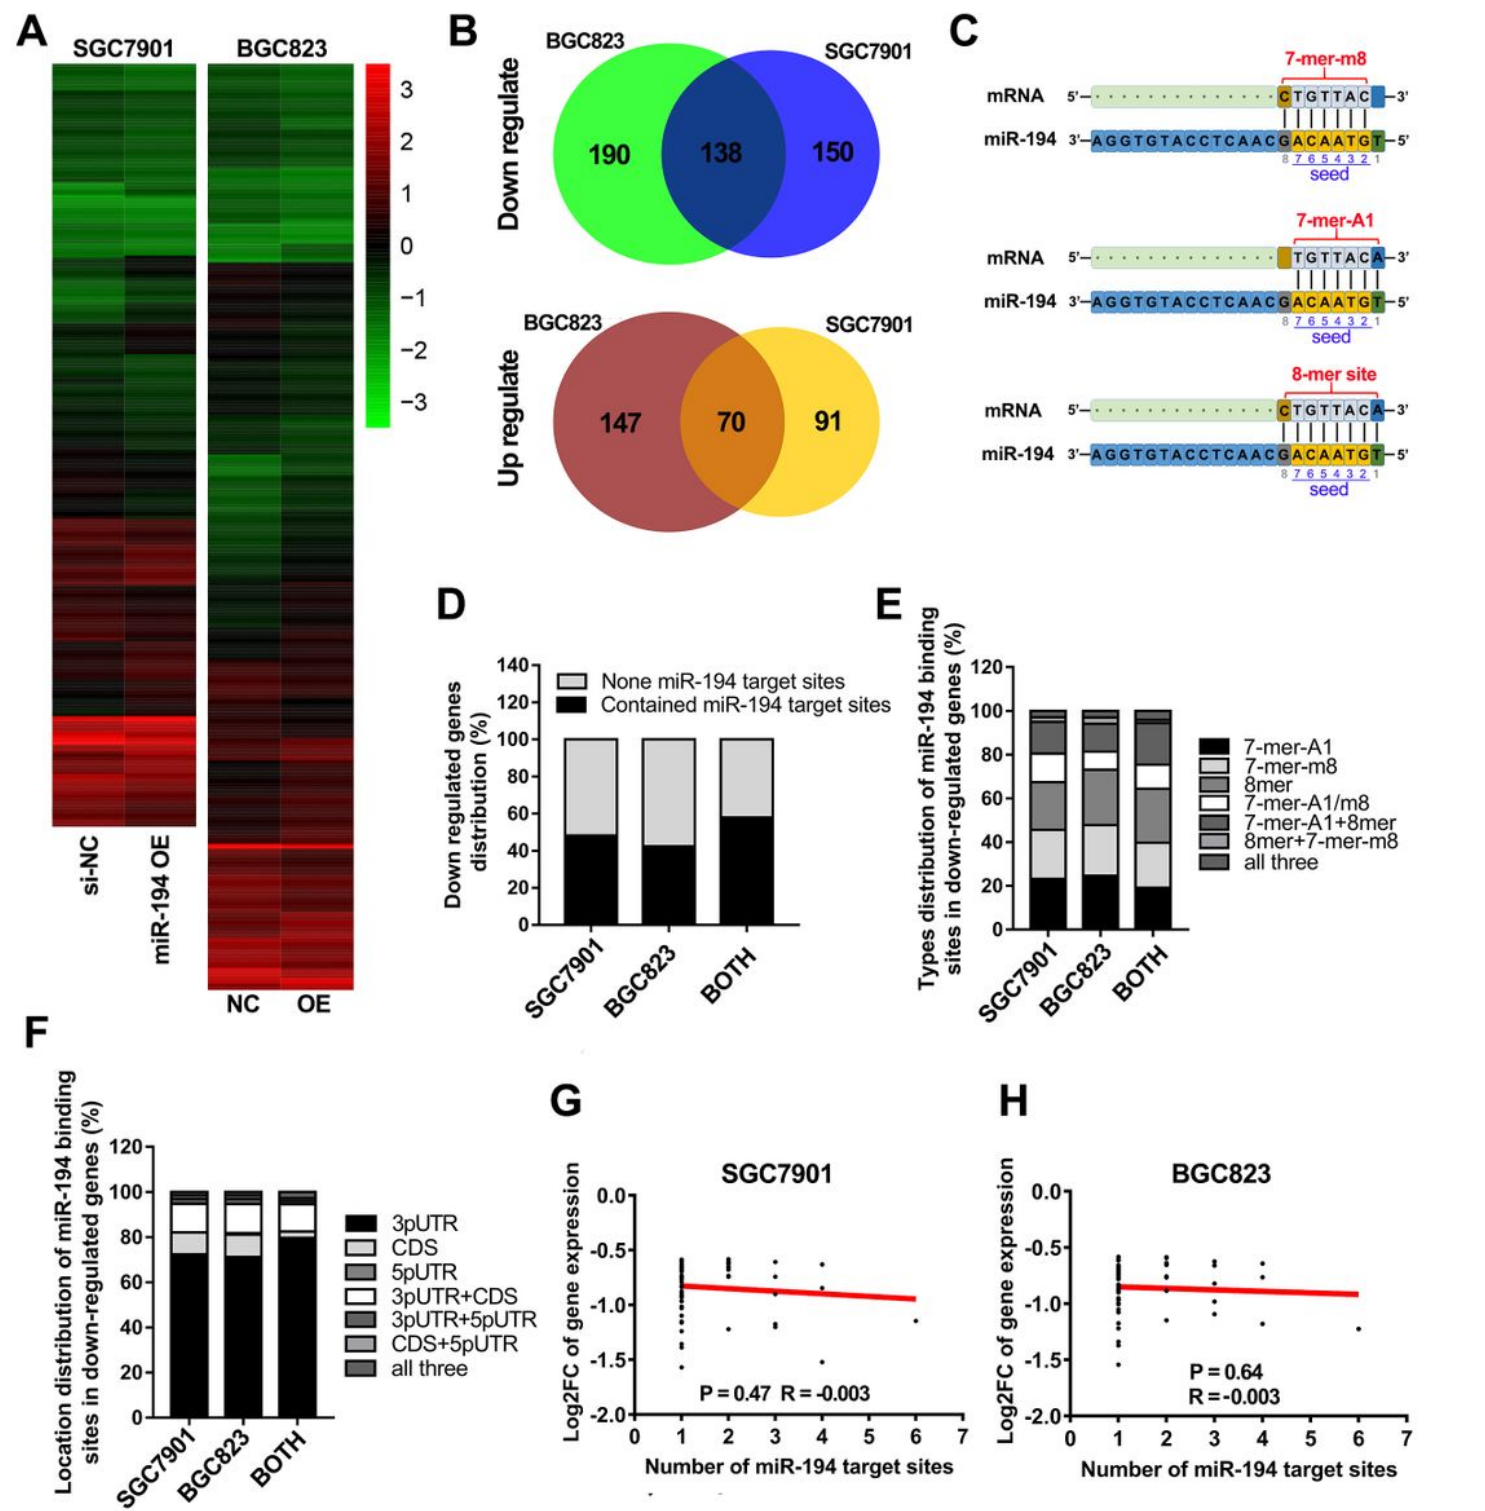 A
SGC7901
BGC823
3
2
1
0
−1
−2
−3
si-NC
miR-194 OE
NC
OE
B
Down regulate
BGC823
SGC7901
190
138
150
Up regulate
BGC823
SGC7901
147
70
91
C
7-mer-m8
mRNA 5'– CTGTTAC –3'
miR-194 3'–AGGTGTACCTCAACGACAATGT–5'
8 7 6 5 4 3 2 1
seed
7-mer-A1
mRNA 5'– TGTTACA –3'
miR-194 3'–AGGTGTACCTCAACGACAATGT–5'
8 7 6 5 4 3 2 1
seed
8-mer site
mRNA 5'– CTGTTACA –3'
miR-194 3'–AGGTGTACCTCAACGACAATGT–5'
8 7 6 5 4 3 2 1
seed
D
Down regulated genes
distribution (%)
140
120
100
80
60
40
20
0
None miR-194 target sites
Contained miR-194 target sites
SGC7901
BGC823
BOTH
E
Types distribution of miR-194 binding
sites in down-regulated genes (%)
120
100
80
60
40
20
0
SGC7901
BGC823
BOTH
7-mer-A1
7-mer-m8
8mer
7-mer-A1/m8
7-mer-A1+8mer
8mer+7-mer-m8
all three
F
Location distribution of miR-194 binding
sites in down-regulated genes (%)
120
100
80
60
40
20
0
SGC7901
BGC823
BOTH
3pUTR
CDS
5pUTR
3pUTR+CDS
3pUTR+5pUTR
CDS+5pUTR
all three
G
SGC7901
Log2FC of gene expression
0.0
-0.5
-1.0
-1.5
-2.0
P = 0.47 R = -0.003
0 1 2 3 4 5 6 7
Number of miR-194 target sites
H
BGC823
Log2FC of gene expression
0.0
-0.5
-1.0
-1.5
-2.0
P = 0.64
R = -0.003
0 1 2 3 4 5 6 7
Number of miR-194 target sites